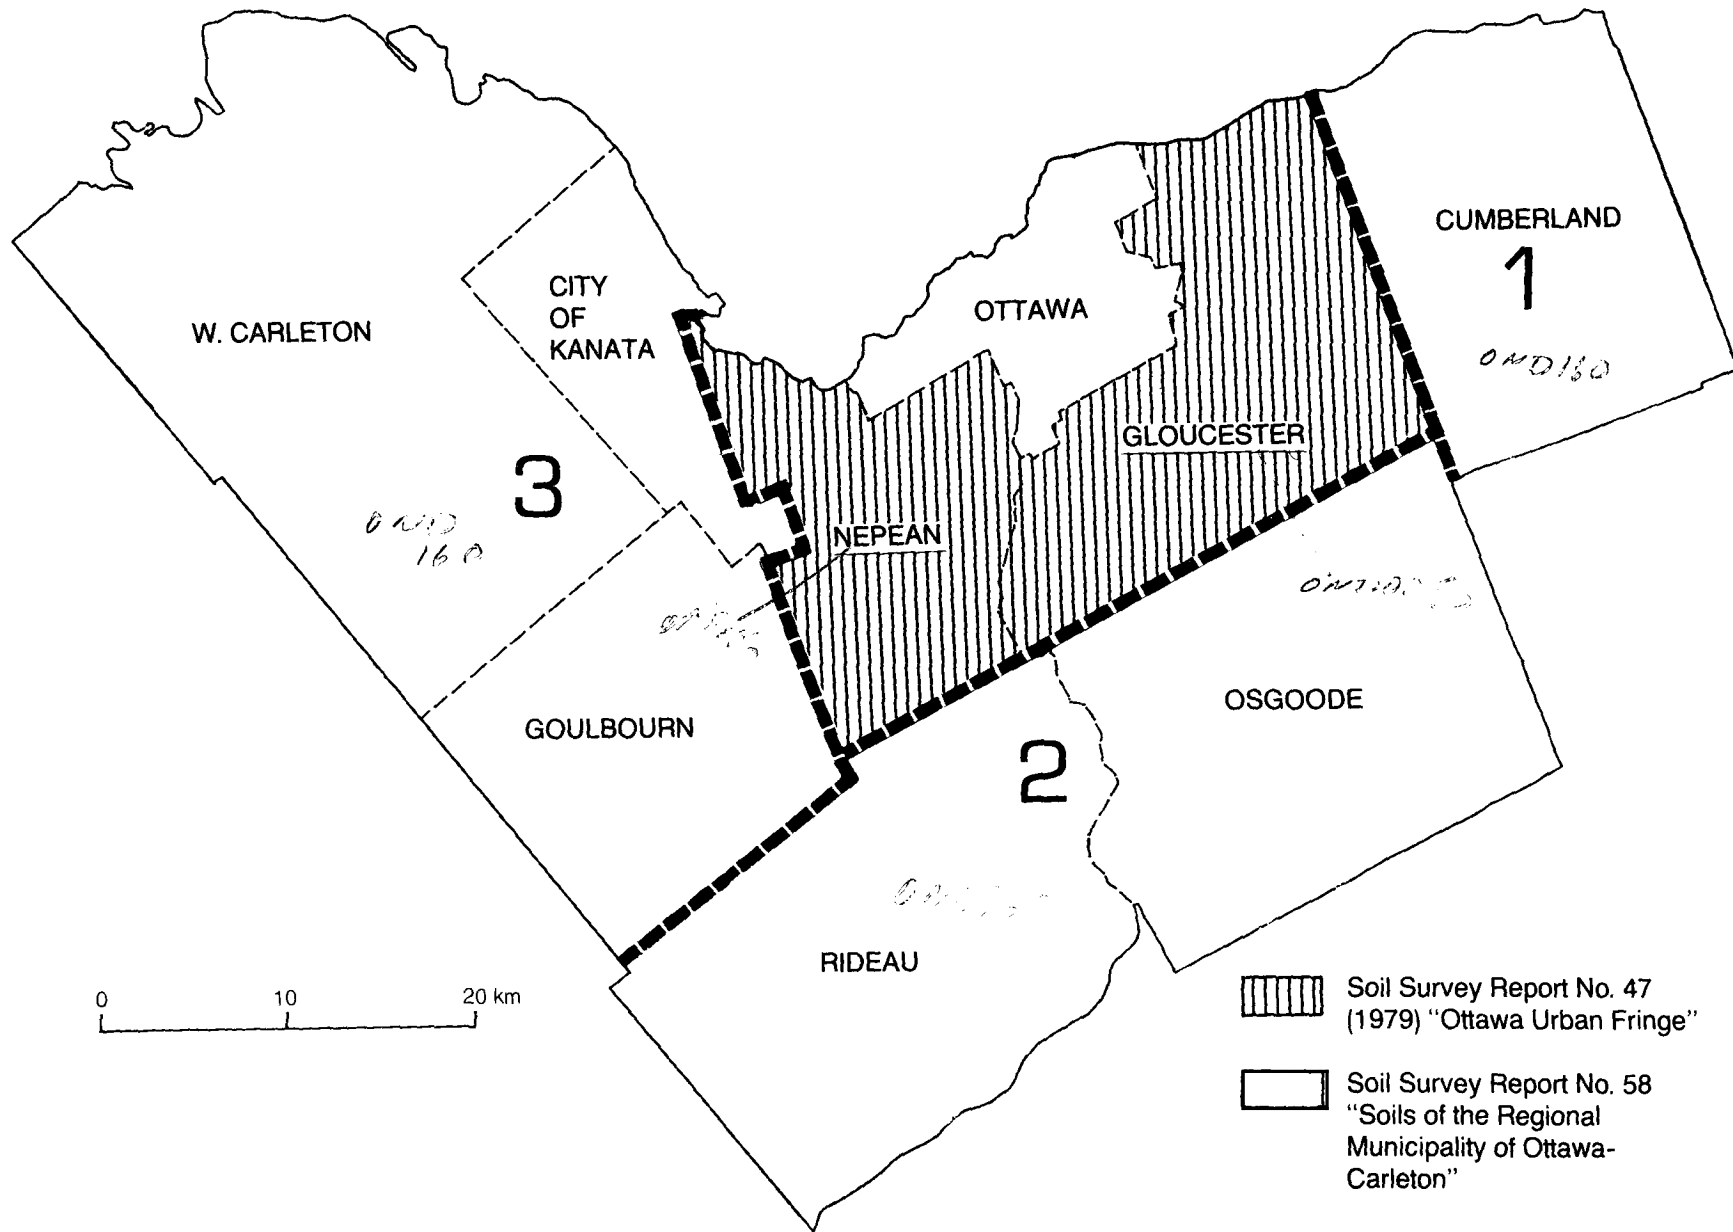 CUMBERLAND
1
CITY
OF
KANATA
OTTAWA
W. CARLETON
GLOUCESTER
3
NEPEAN
160
OSGOODE
GOULBOURN
2
RIDEAU
0 10 20 km
Soil Survey Report No. 47
(1979) “Ottawa Urban Fringe”
Soil Survey Report No. 58
“Soils of the Regional
Municipality of Ottawa-
Carleton”